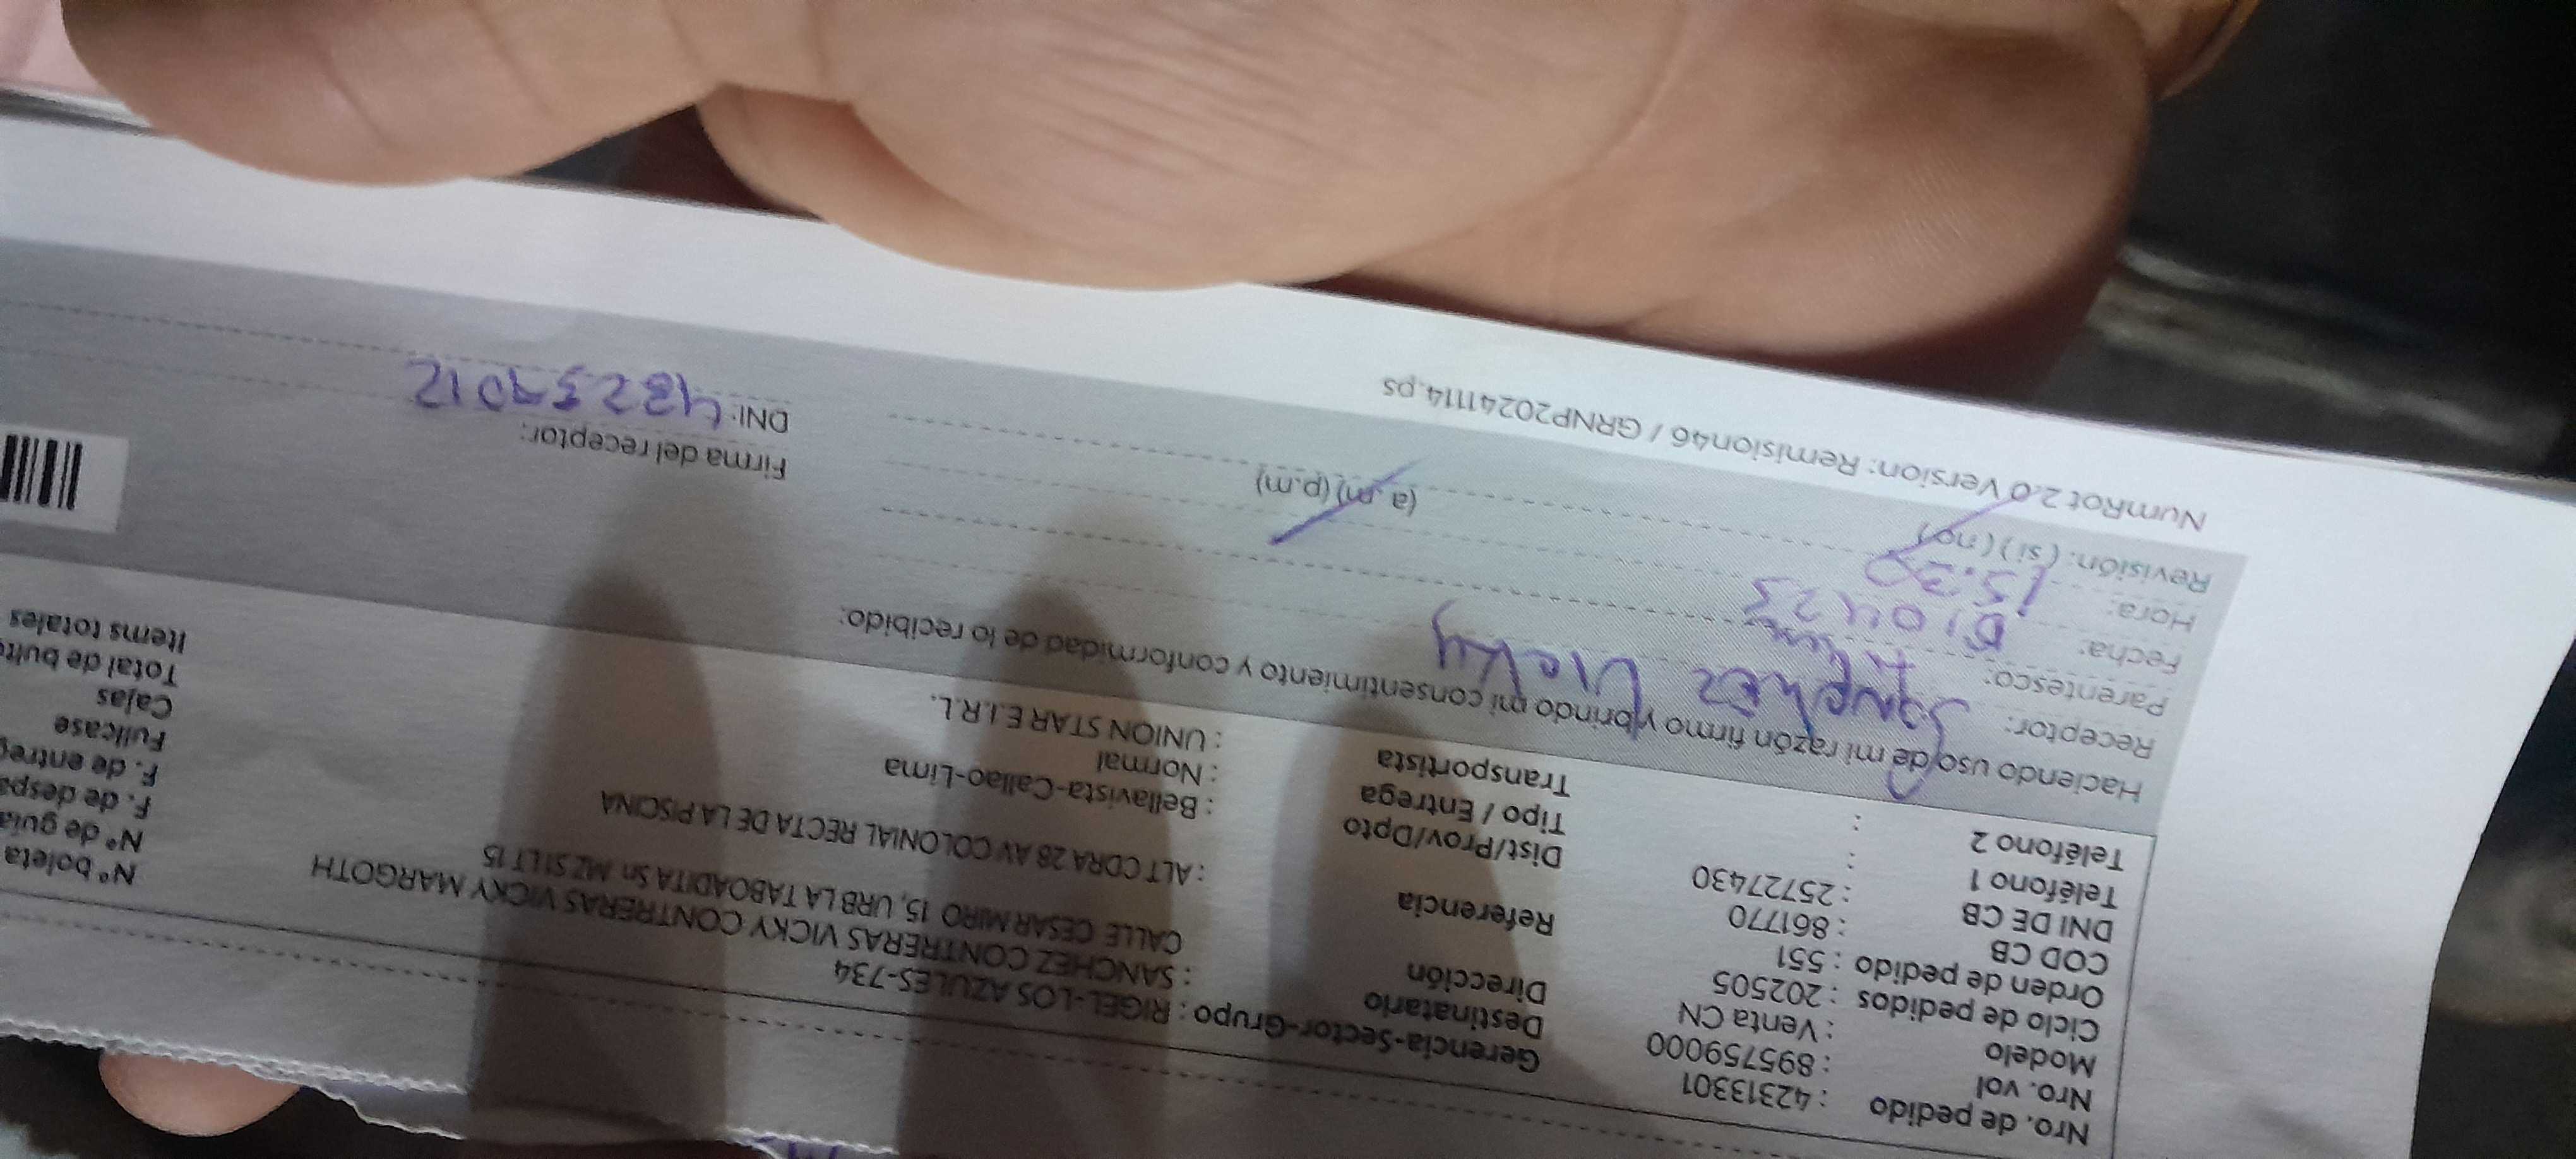 Nro. de pedido : 42313301
Nro. vol : 895759000
Modelo : Venta CN
Ciclo de pedidos : 202505
Orden de pedido : 551
COD CB : 861770
DNI DE CB : 25727430
Teléfono 1 :
Teléfono 2 :
Gerencia-Sector-Grupo : RIGEL-LOS AZULES-734
Destinatario : SANCHEZ CONTRERAS VICKY CONTRERAS VICKY MARGOTH
Dirección CALLE CESAR MIRO 15, URB LA TABOADITA Sn MZ S1 LT 15
Referencia : ALT CDRA 28 AV COLONIAL RECTA DE LA PISCINA
Dist/Prov/Dpto : Bellavista-Callao-Lima
Tipo / Entrega : Normal
Transportista : UNION STAR E.I.R.L.
N° boleta
N° de guía
F. de despa
F. de entreg
Fullcase
Cajas
Total de bulto
Items totales
Haciendo uso de mi razón firmo y brindo mi consentimiento y conformidad de lo recibido:
Receptor: Sanchez Vicky
Parentesco:
Fecha: 01 04 25
Hora: 15:30 (a.m) (p.m)
Revisión: (si) (no)
Firma del receptor:
DNI:
NumRot 2.0 Version: Remision46 / GRNP20241114.ps